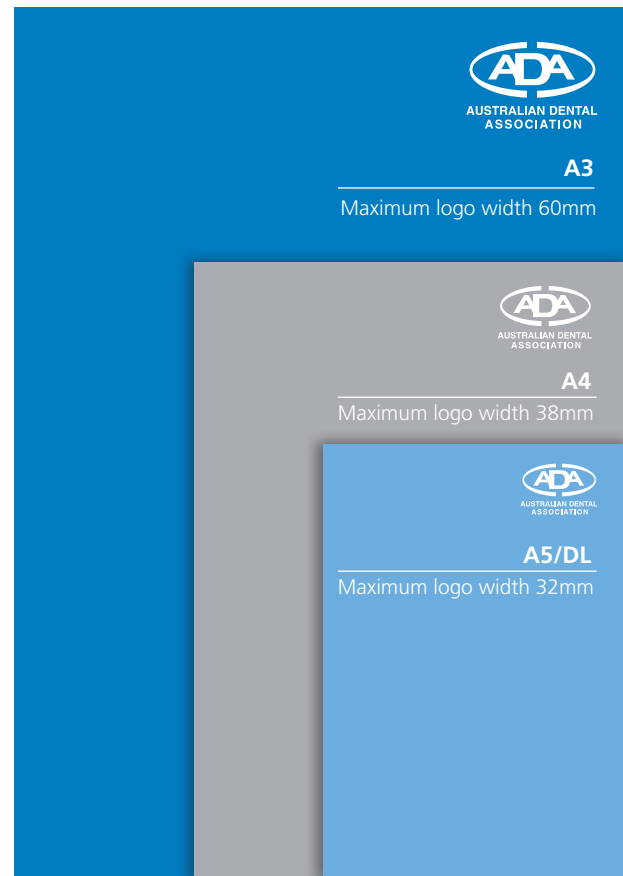 ADA
AUSTRALIAN DENTAL
ASSOCIATION
A3
Maximum logo width 60mm
ADA
AUSTRALIAN DENTAL
ASSOCIATION
A4
Maximum logo width 38mm
ADA
AUSTRALIAN DENTAL
ASSOCIATION
A5/DL
Maximum logo width 32mm